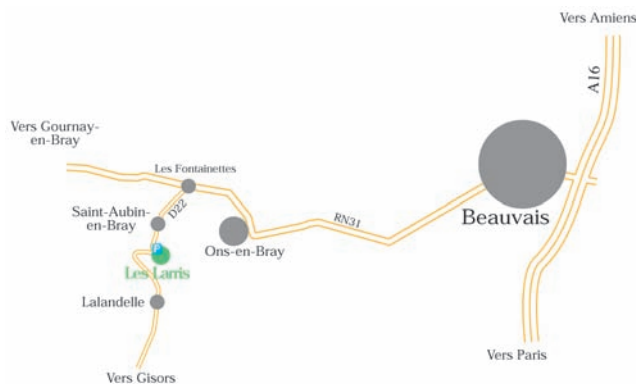 Vers Amiens
A16
Vers Gournay-
en-Bray
Les Fontainettes
D22
Saint-Aubin-
en-Bray
Beauvais
RN31
Ons-en-Bray
P
Les Larris
Lalandelle
Vers Paris
Vers Gisors